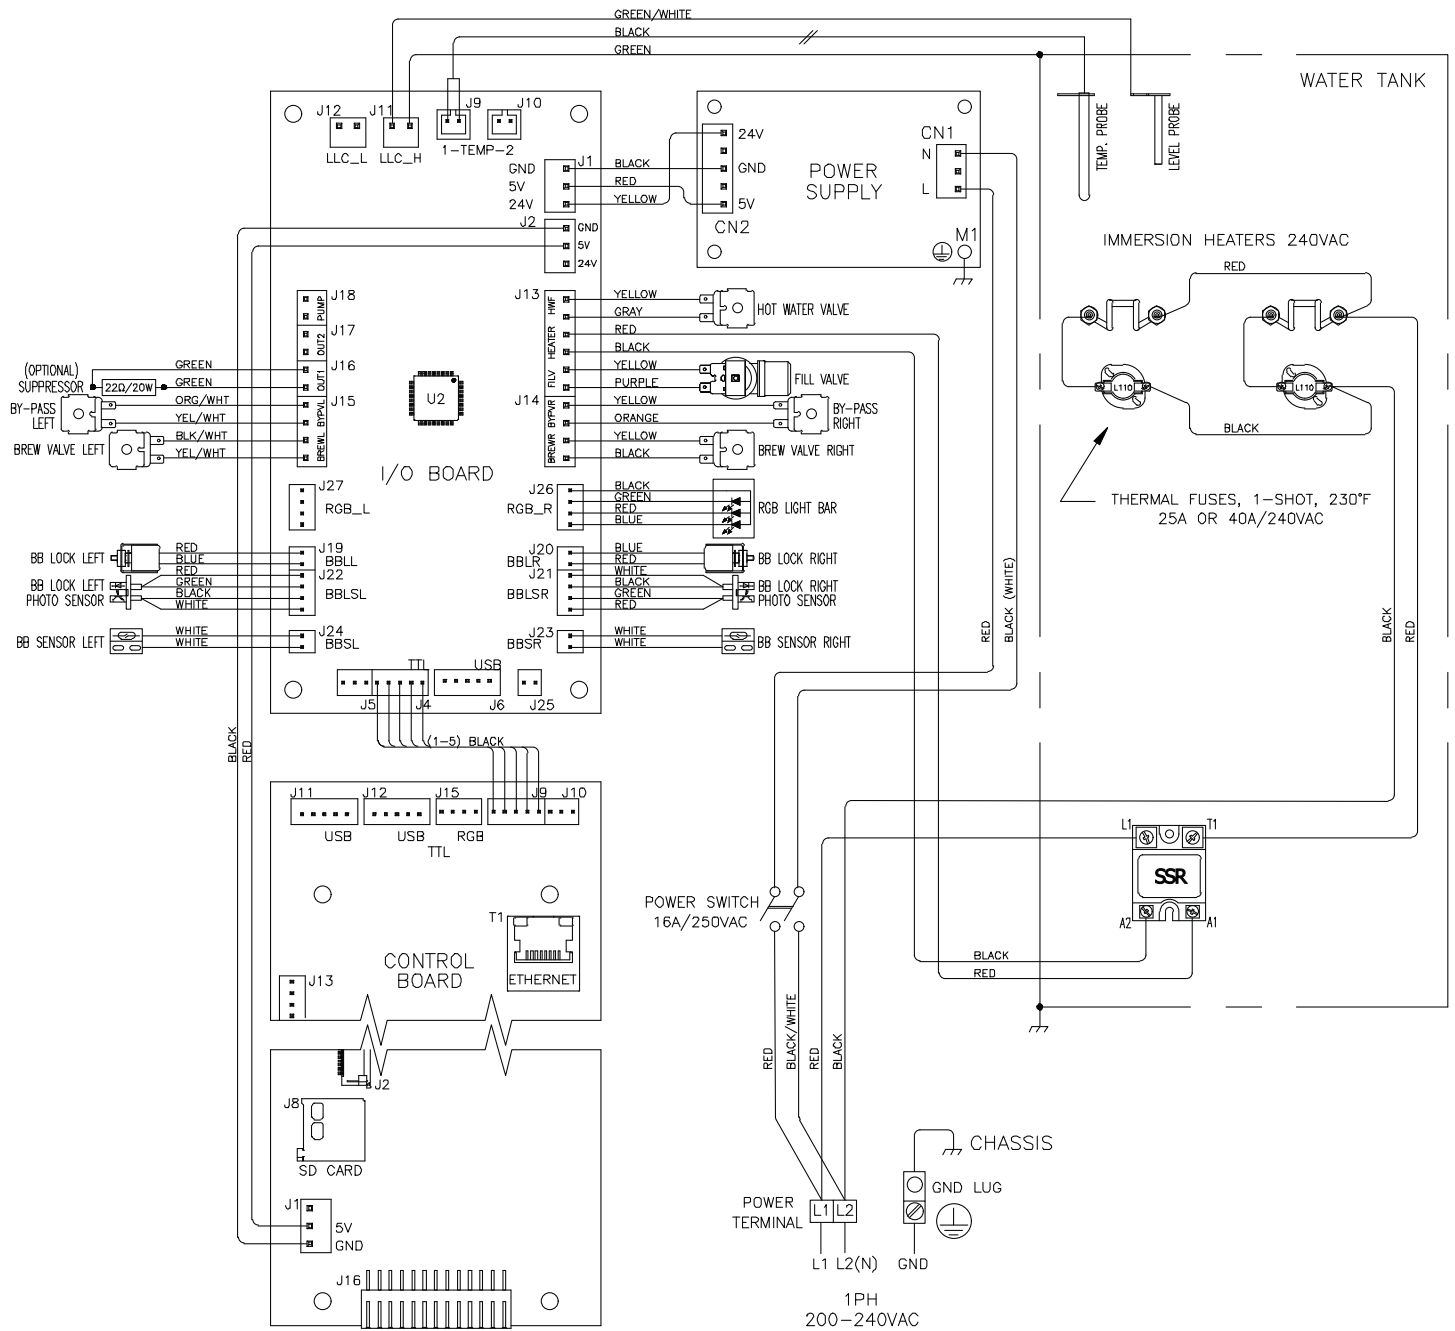 GREEN/WHITE
BLACK
GREEN
WATER TANK
J12
J11
J9
J10
LLC_L
LLC_H
1-TEMP-2
TEMP. PROBE
LEVEL PROBE
J1
GND
5V
24V
BLACK
RED
YELLOW
24V
GND
5V
CN2
POWER
SUPPLY
CN1
N
L
M1
J2
GND
5V
24V
IMMERSION HEATERS 240VAC
RED
J18
PUMP
J17
OUT2
J16
OUT1
J15
BYPVL
BREWL
J13
HWF
HEATER
FILV
J14
BYPVR
BREWR
YELLOW
GRAY
HOT WATER VALVE
RED
BLACK
YELLOW
PURPLE
FILL VALVE
YELLOW
ORANGE
BY-PASS
RIGHT
YELLOW
BLACK
BREW VALVE RIGHT
(OPTIONAL)
SUPPRESSOR
22Ω/20W
GREEN
GREEN
BY-PASS
LEFT
ORG/WHT
YEL/WHT
BREW VALVE LEFT
BLK/WHT
YEL/WHT
U2
I/O BOARD
L110
L110
BLACK
THERMAL FUSES, 1-SHOT, 230°F
25A OR 40A/240VAC
J27
RGB_L
J26
RGB_R
BLACK
GREEN
RED
BLUE
RGB LIGHT BAR
BB LOCK LEFT
RED
BLUE
J19
BBLL
BB LOCK LEFT
PHOTO SENSOR
RED
GREEN
BLACK
WHITE
J22
BBLSL
BB SENSOR LEFT
WHITE
WHITE
J24
BBSL
J20
BBLR
BLUE
RED
BB LOCK RIGHT
J21
BBLSR
WHITE
BLACK
GREEN
RED
BB LOCK RIGHT
PHOTO SENSOR
J23
BBSR
WHITE
WHITE
BB SENSOR RIGHT
TTL
USB
J5
J4
J6
J25
RED
BLACK (WHITE)
BLACK
RED
BLACK
RED
(1-5) BLACK
J11
J12
J15
J9
J10
USB
USB
RGB
TTL
L1
T1
SSR
A2
A1
POWER SWITCH
16A/250VAC
T1
ETHERNET
CONTROL
BOARD
J13
BLACK
RED
RED
BLACK/WHITE
RED
BLACK
J2
J8
SD CARD
CHASSIS
GND LUG
J1
5V
GND
POWER
TERMINAL
L1
L2
L1
L2(N)
GND
J16
1PH
200-240VAC